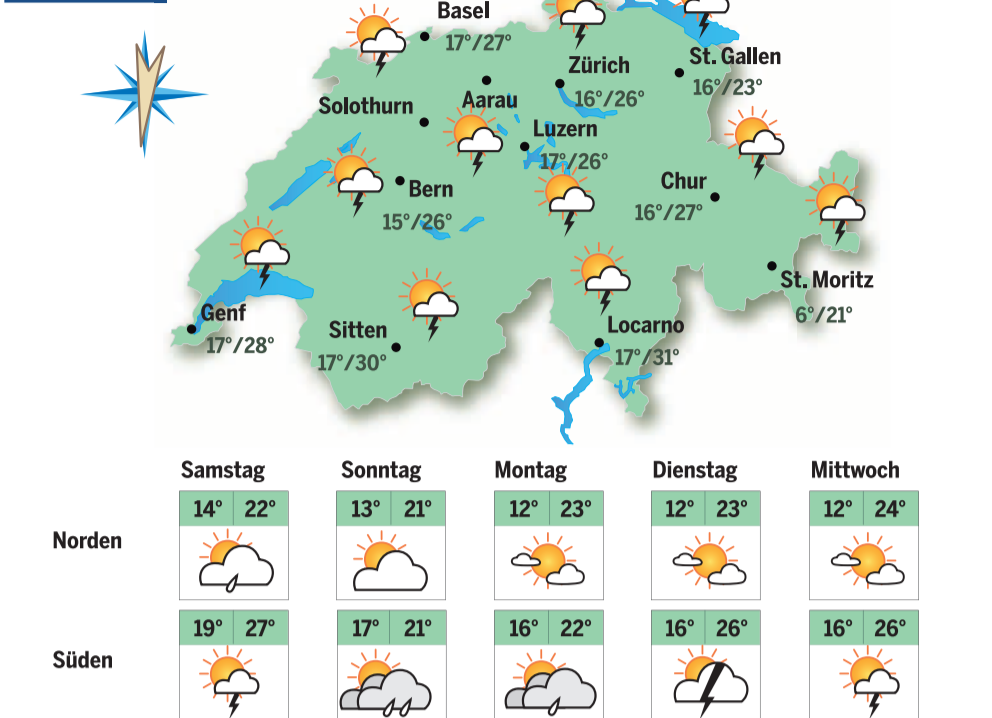 Basel
17°/27°
Zürich
16°/26°
St. Gallen
16°/23°
Aarau
Solothurn
Luzern
17°/26°
Bern
15°/26°
Chur
16°/27°
St. Moritz
6°/21°
Genf
17°/28°
Sitten
17°/30°
Locarno
17°/31°
Samstag Sonntag Montag Dienstag Mittwoch
14° 22° 13° 21° 12° 23° 12° 23° 12° 24°
Norden
19° 27° 17° 21° 16° 22° 16° 26° 16° 26°
Süden